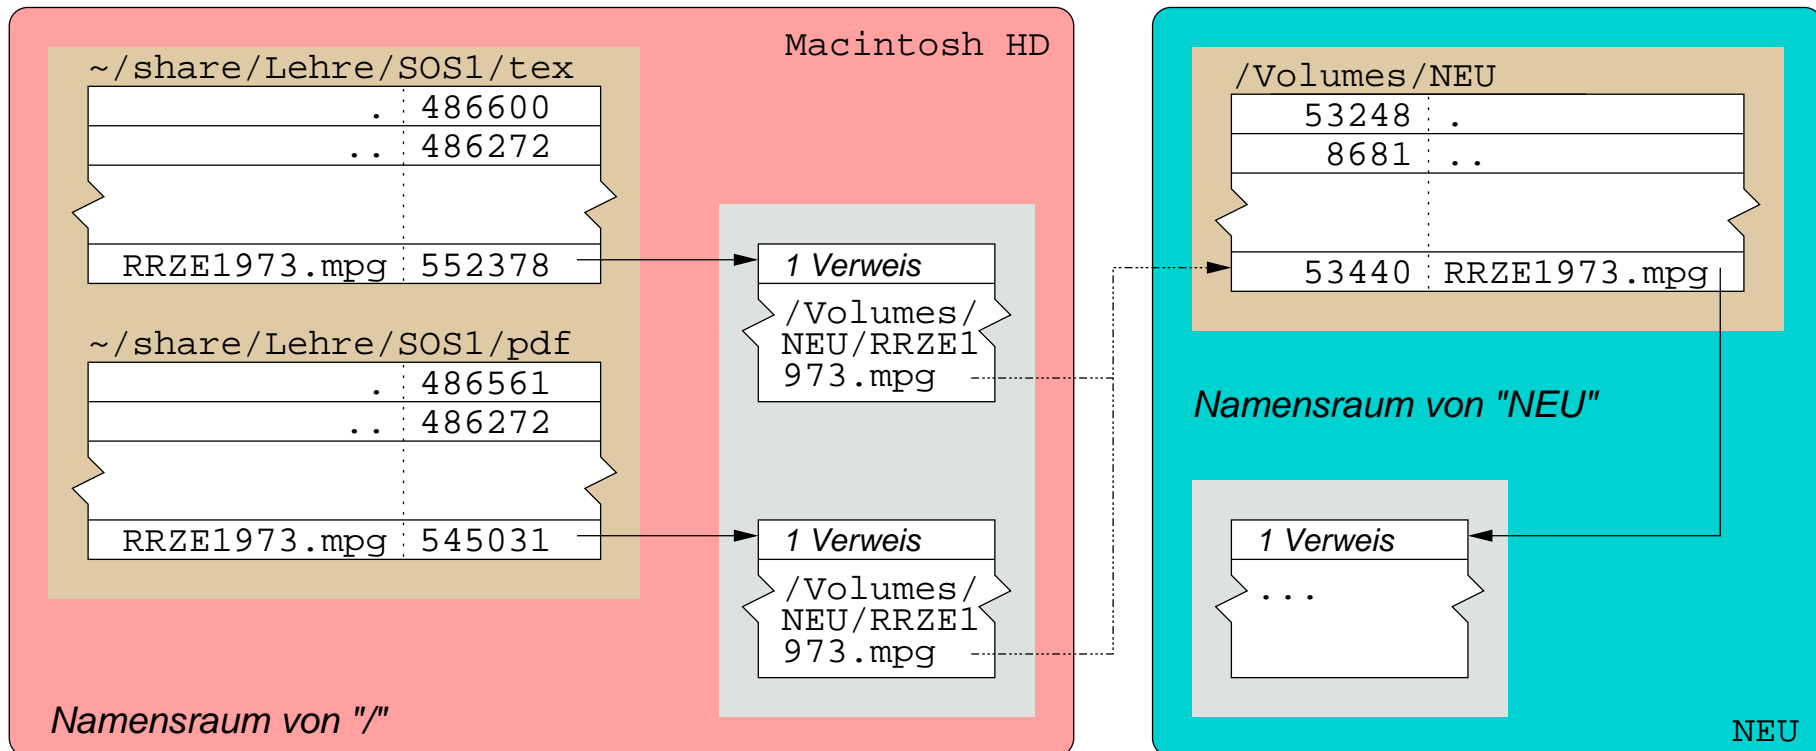 Macintosh HD
~/share/Lehre/SOS1/tex
. 486600
.. 486272
RRZE1973.mpg 552378
1 Verweis
/Volumes/
NEU/RRZE1
973.mpg
~/share/Lehre/SOS1/pdf
. 486561
.. 486272
RRZE1973.mpg 545031
1 Verweis
/Volumes/
NEU/RRZE1
973.mpg
Namensraum von "/"
/Volumes/NEU
53248 .
8681 ..
53440 RRZE1973.mpg
Namensraum von "NEU"
1 Verweis
...
NEU